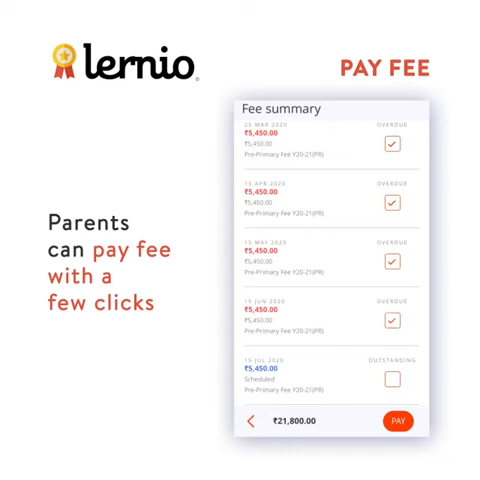 lernio
PAY FEE
Fee summary
25 MAR 2020 OVERDUE
₹5,450.00
₹5,450.00
Pre-Primary Fee Y20-21(PR)
15 APR 2020 OVERDUE
₹5,450.00
₹5,450.00
Pre-Primary Fee Y20-21(PR)
15 MAY 2020 OVERDUE
₹5,450.00
₹5,450.00
Pre-Primary Fee Y20-21(PR)
15 JUN 2020 OVERDUE
₹5,450.00
₹5,450.00
Pre-Primary Fee Y20-21(PR)
15 JUL 2020 OUTSTANDING
₹5,450.00
Scheduled
Pre-Primary Fee Y20-21(PR)
₹21,800.00 PAY
Parents
can pay fee
with a
few clicks